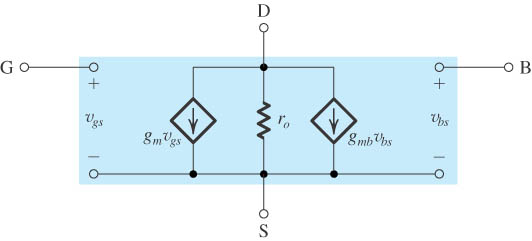 D
G
B
+
+
v_gs
g_m v_gs
r_o
g_mb v_bs
v_bs
−
−
S